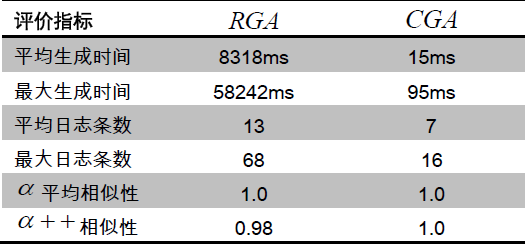 评价指标 RGA CGA
平均生成时间 8318ms 15ms
最大生成时间 58242ms 95ms
平均日志条数 13 7
最大日志条数 68 16
α 平均相似性 1.0 1.0
α++相似性 0.98 1.0